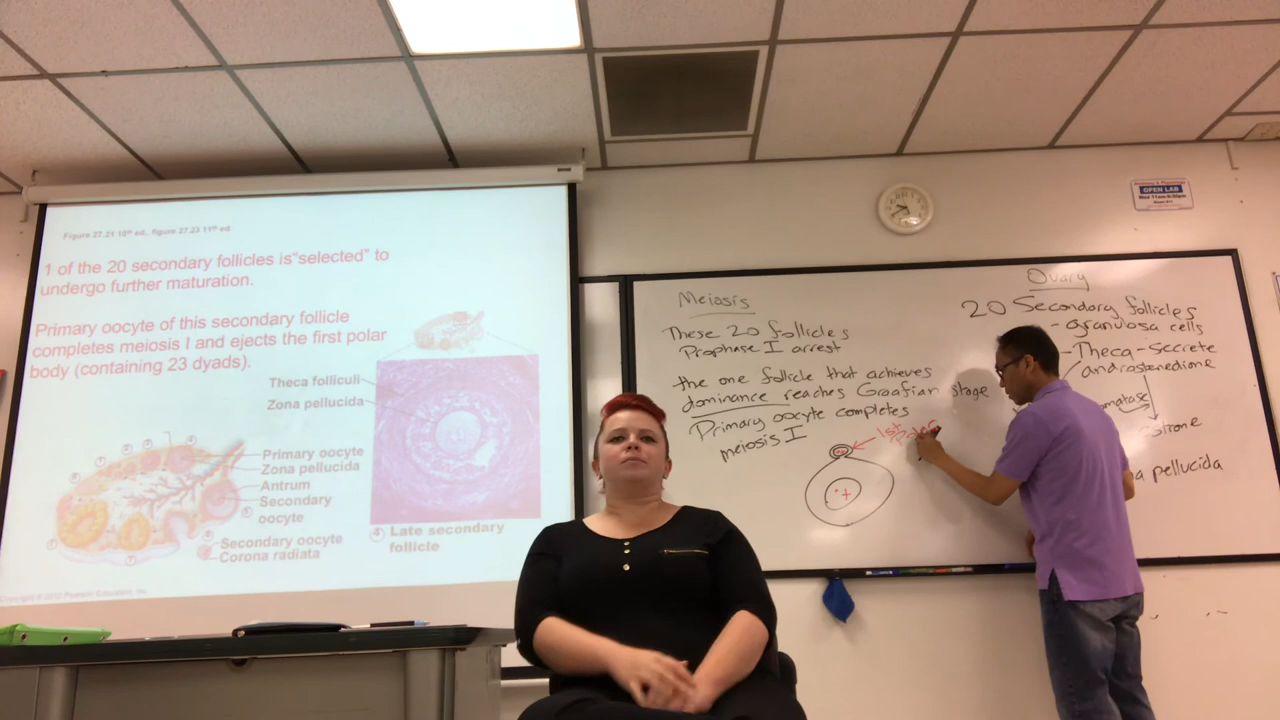 Figure 27.21 10th ed., figure 27.23 11th ed.
1 of the 20 secondary follicles is "selected" to
undergo further maturation.
Primary oocyte of this secondary follicle
completes meiosis I and ejects the first polar
body (containing 23 dyads).
Theca folliculi
Zona pellucida
Primary oocyte
Zona pellucida
Antrum
Secondary
oocyte
Secondary oocyte
Corona radiata
4 Late secondary
follicle
Meiosis
These 20 follicles
Prophase I arrest
the one follicle that achieves
dominance reaches Graafian stage
Primary oocyte completes
meiosis I
1st
Ovary
20 Secondary follicles
- granulosa cells
- Theca - secrete
androstenedione
pellucida
OPEN LAB